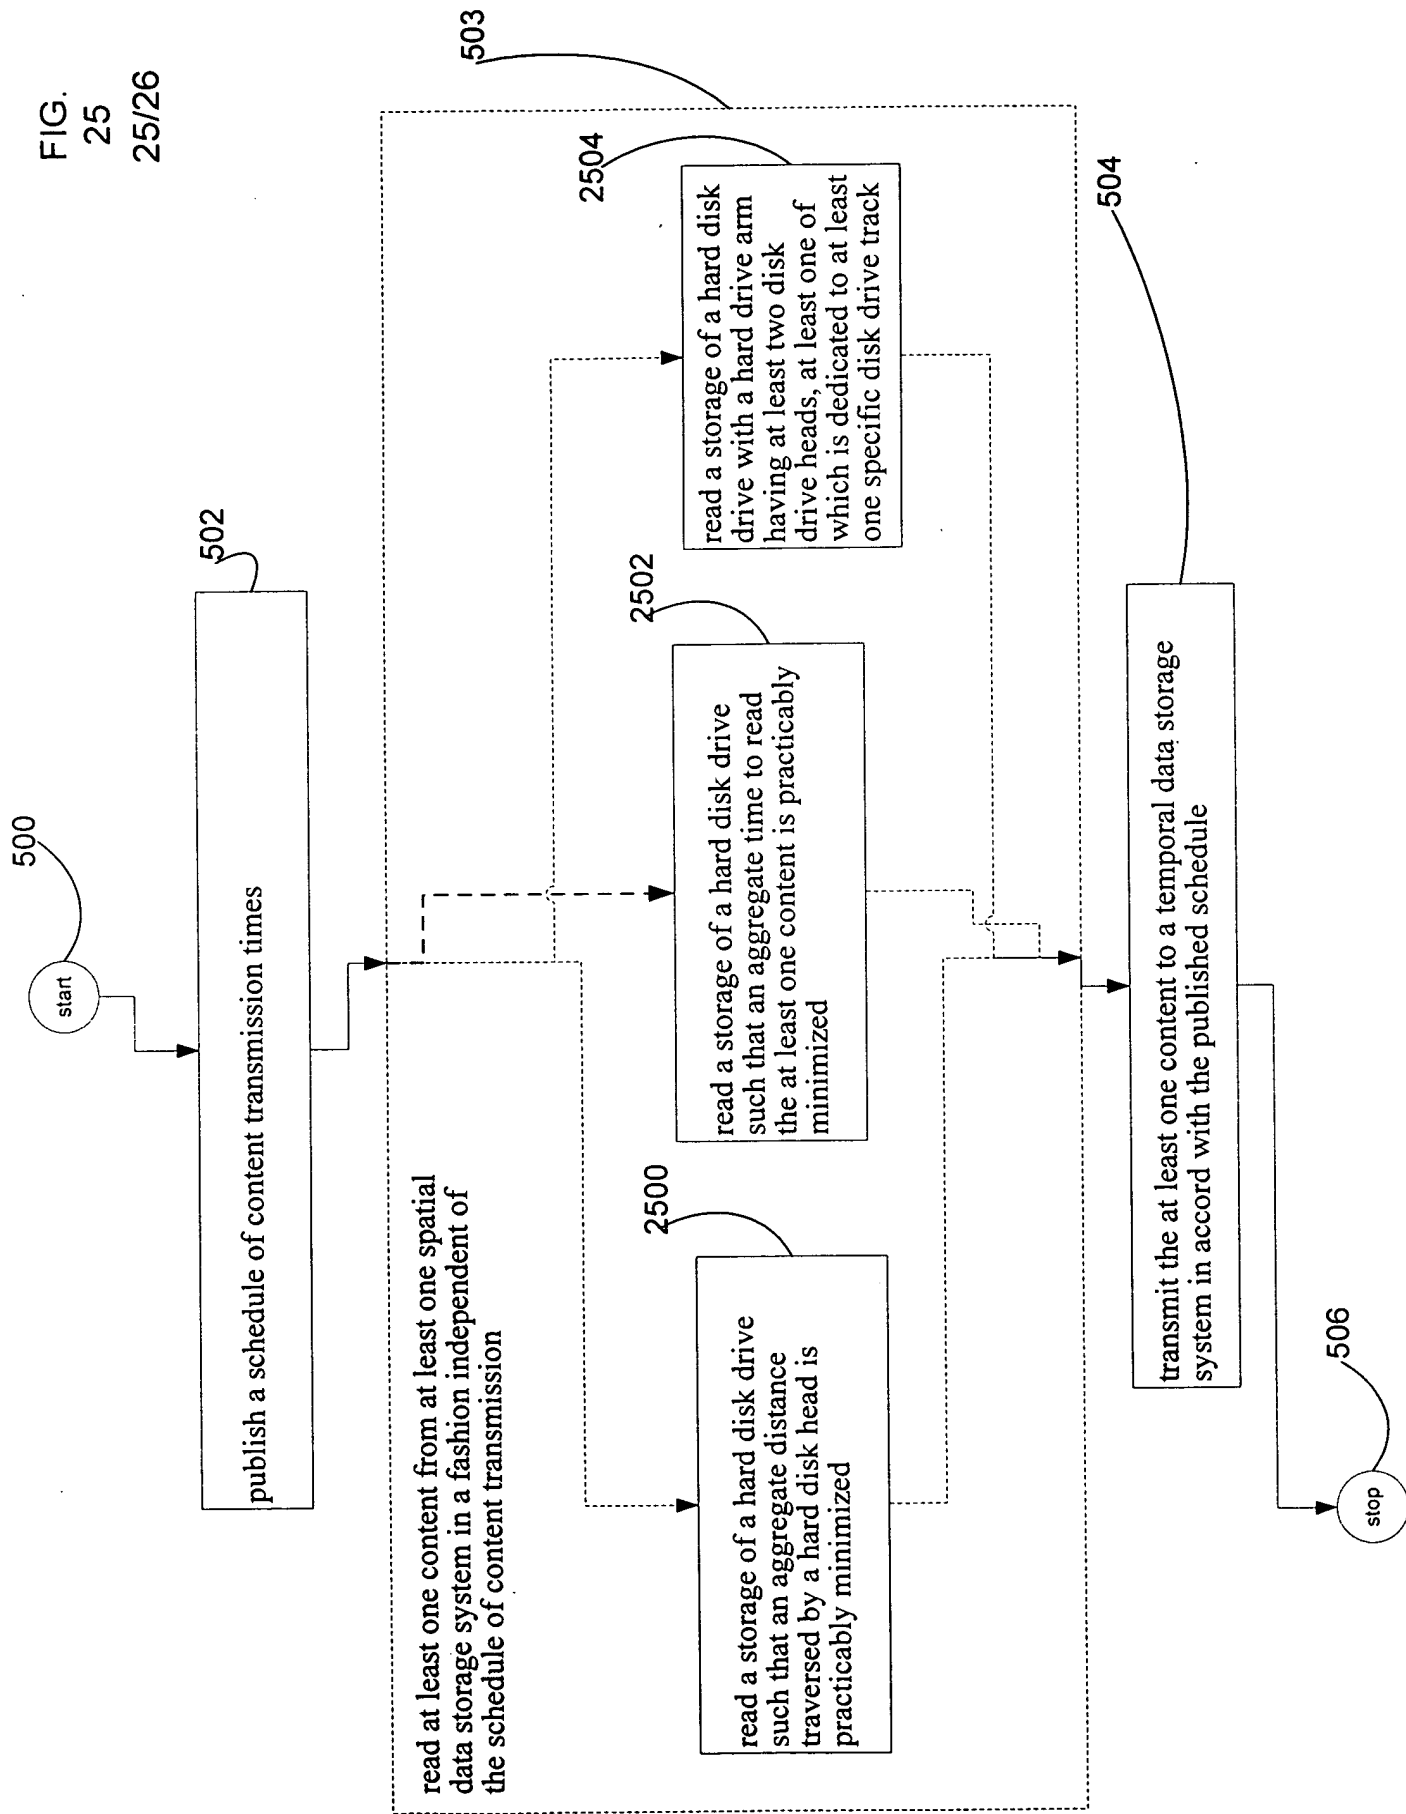 FIG.
25
25/26
500
start
502
publish a schedule of content transmission times
503
read at least one content from at least one spatial
data storage system in a fashion independent of
the schedule of content transmission
2500
read a storage of a hard disk drive
such that an aggregate distance
traversed by a hard disk head is
practicably minimized
2502
read a storage of a hard disk drive
such that an aggregate time to read
the at least one content is practicably
minimized
2504
read a storage of a hard disk
drive with a hard drive arm
having at least two disk
drive heads, at least one of
which is dedicated to at least
one specific disk drive track
504
transmit the at least one content to a temporal data storage
system in accord with the published schedule
506
stop